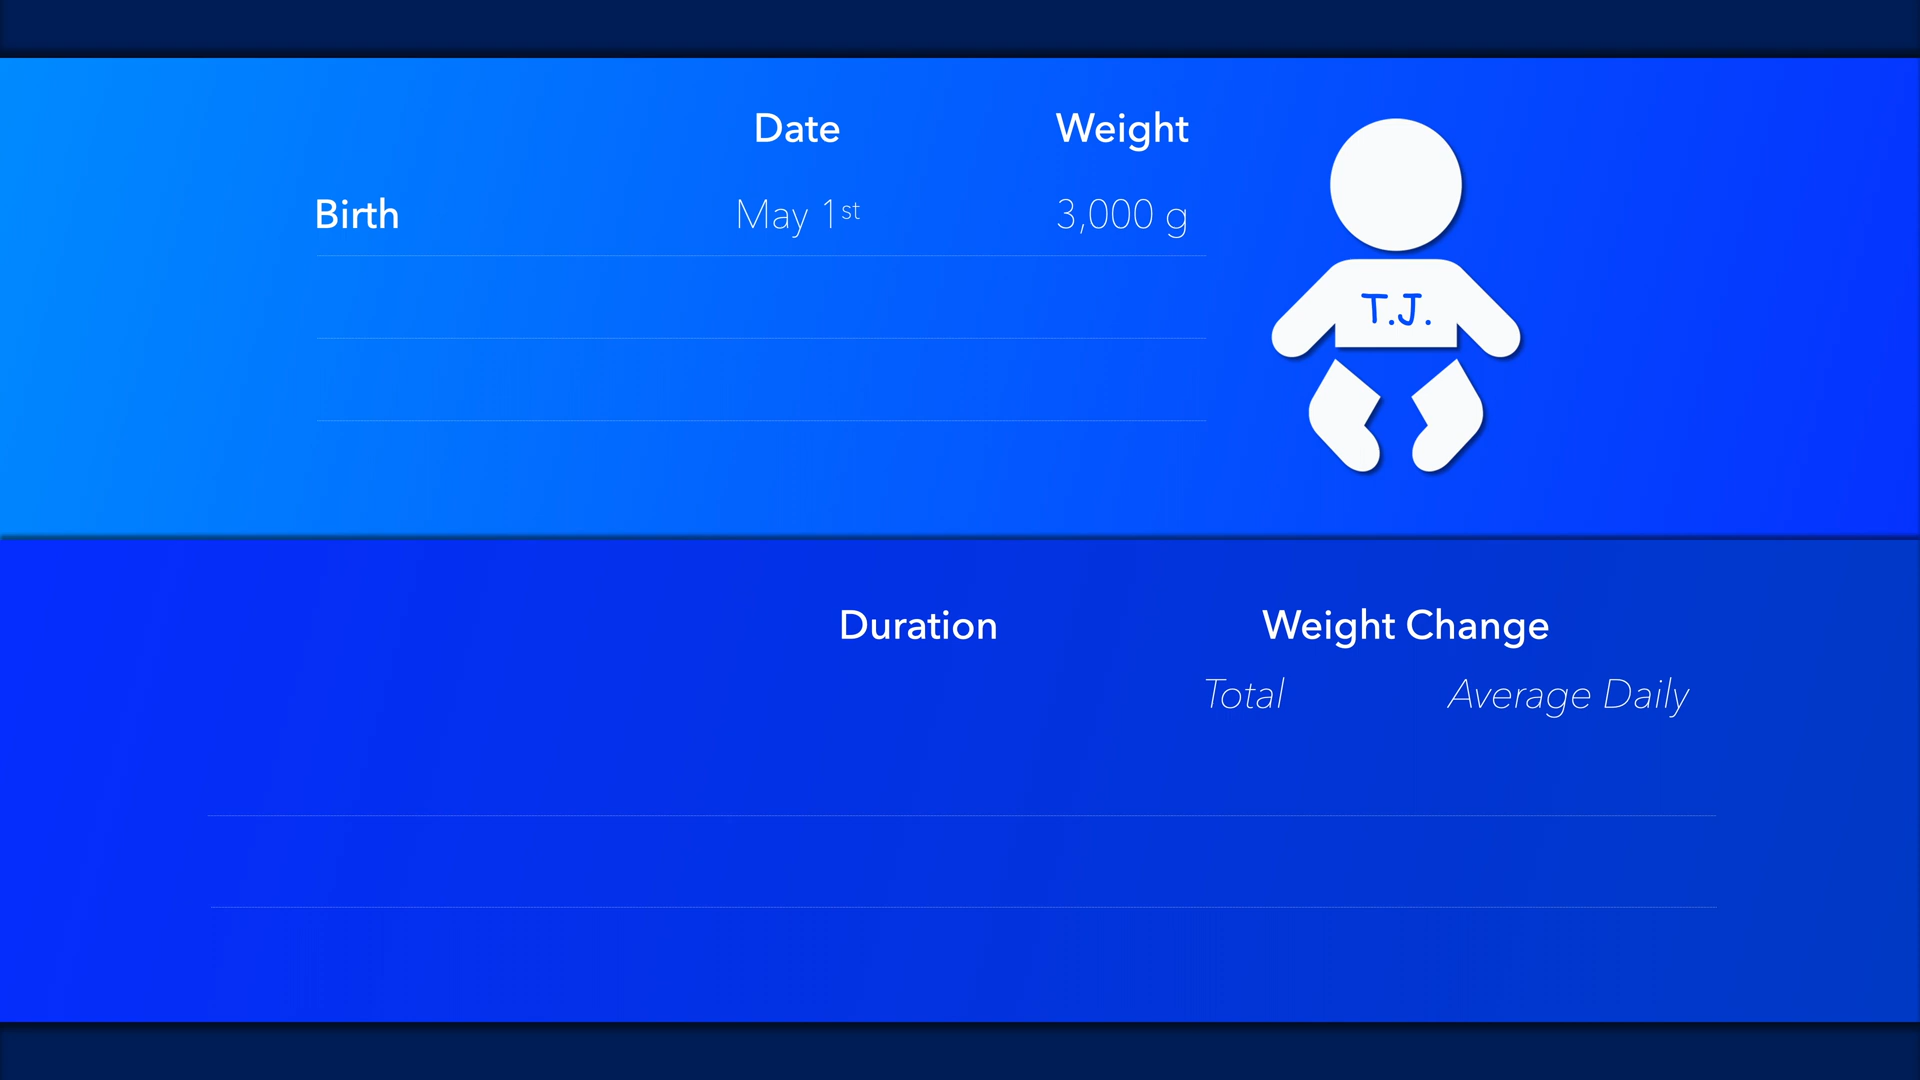 Date Weight
Birth May 1st 3,000 g
T.J.
Duration Weight Change
Total Average Daily